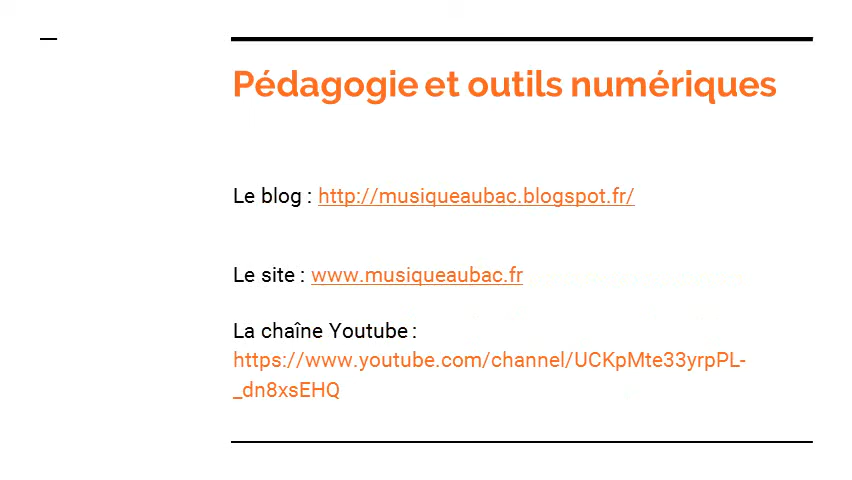 Pédagogie et outils numériques
Le blog : http://musiqueaubac.blogspot.fr/
Le site : www.musiqueaubac.fr
La chaîne Youtube :
https://www.youtube.com/channel/UCKpMte33yrpPL-
_dn8xsEHQ